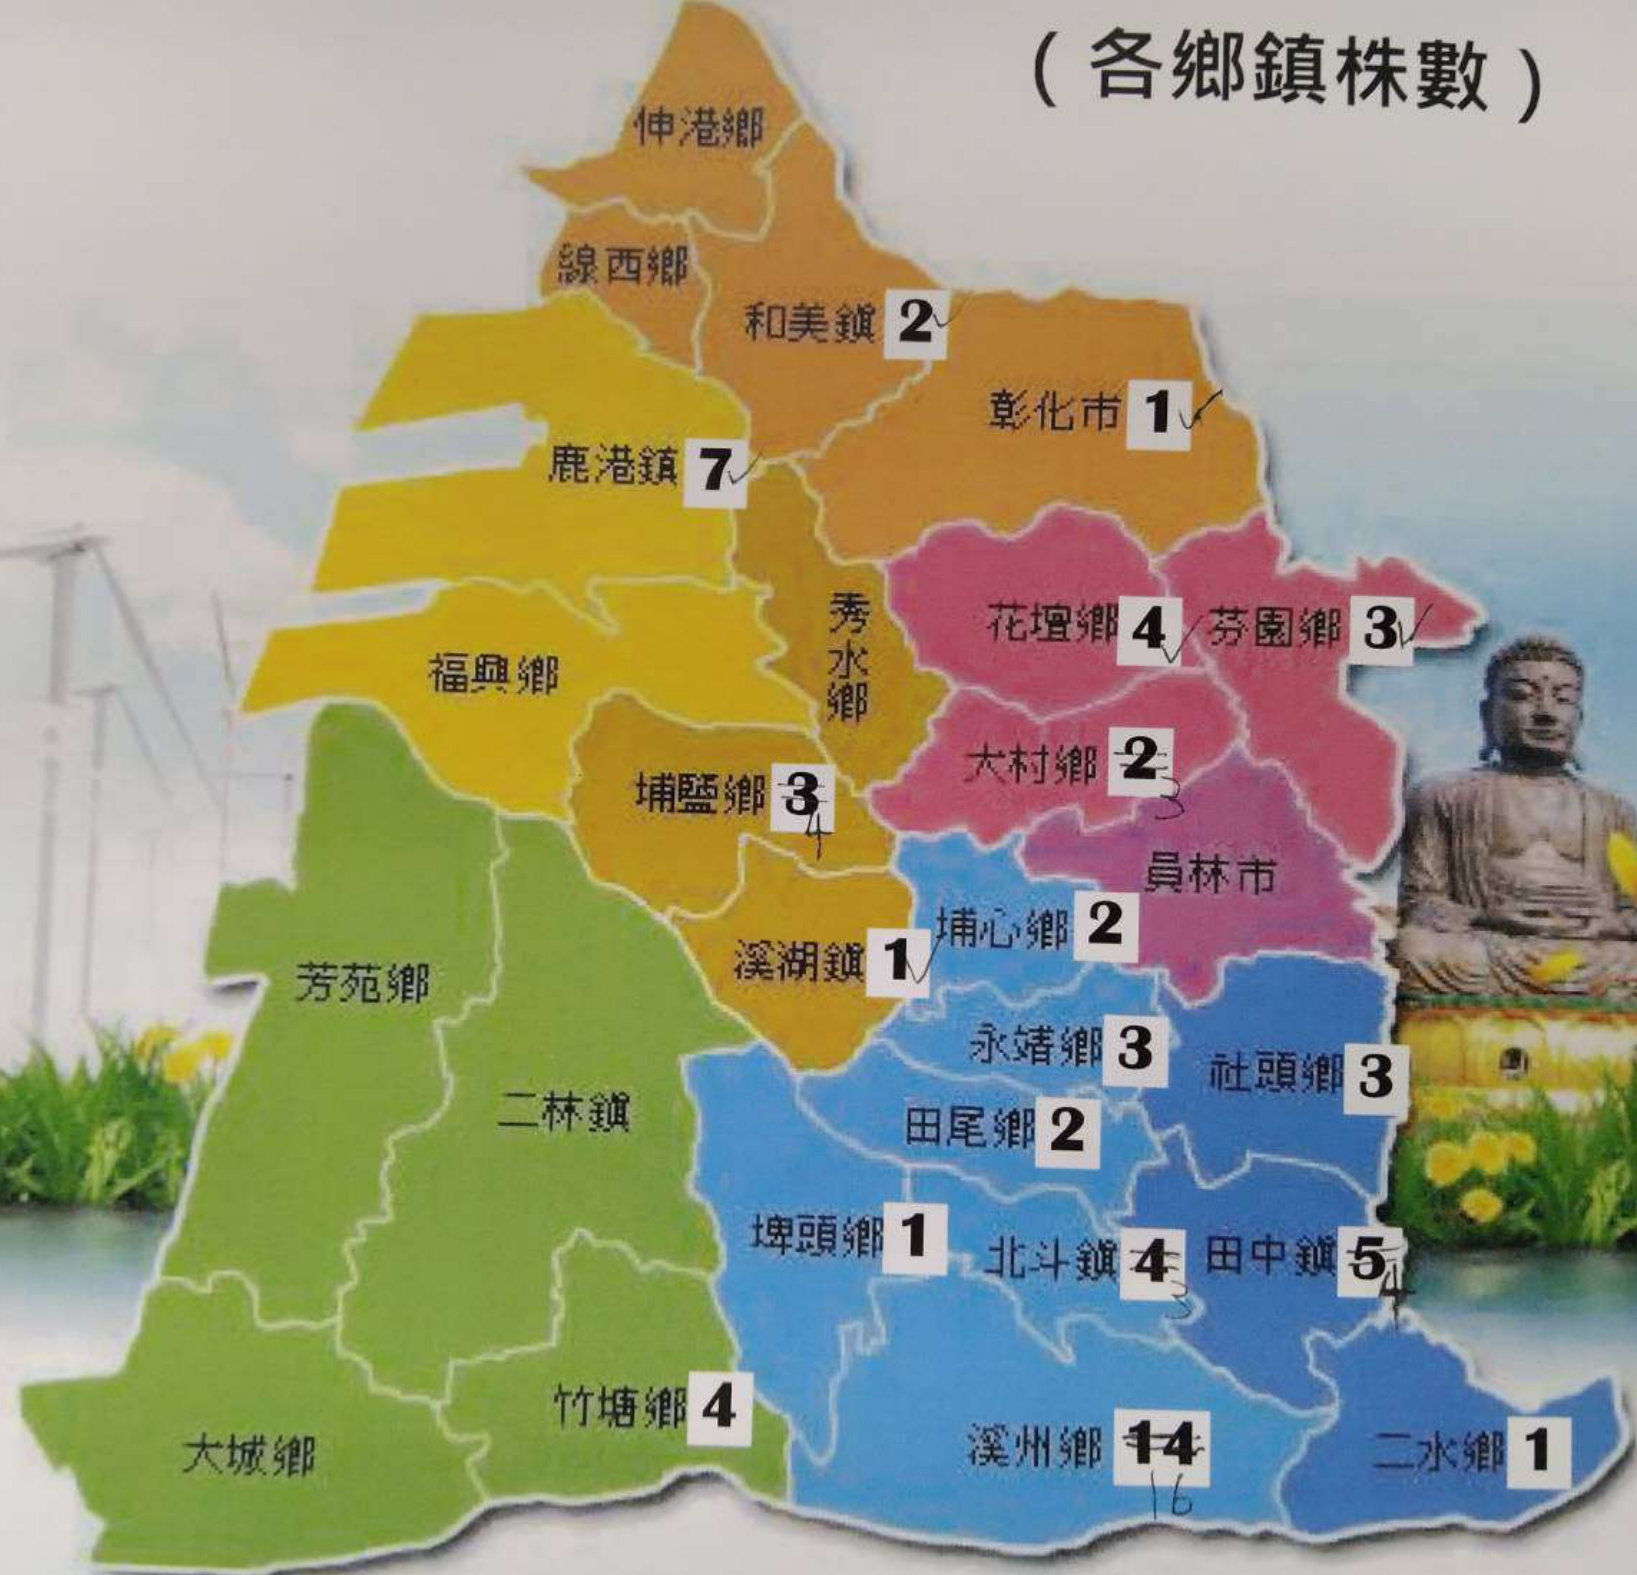 (各鄉鎮株數)
伸港鄉
線西鄉
和美鎮 2
彰化市 1
鹿港鎮 7
秀水鄉
花壇鄉 4
芬園鄉 3
福興鄉
大村鄉 2
3
埔鹽鄉 3
4
員林市
埔心鄉 2
溪湖鎮 1
芳苑鄉
永靖鄉 3
社頭鄉 3
二林鎮
田尾鄉 2
埤頭鄉 1
北斗鎮 4
3
田中鎮 5
4
竹塘鄉 4
大城鄉
溪州鄉 14
16
二水鄉 1